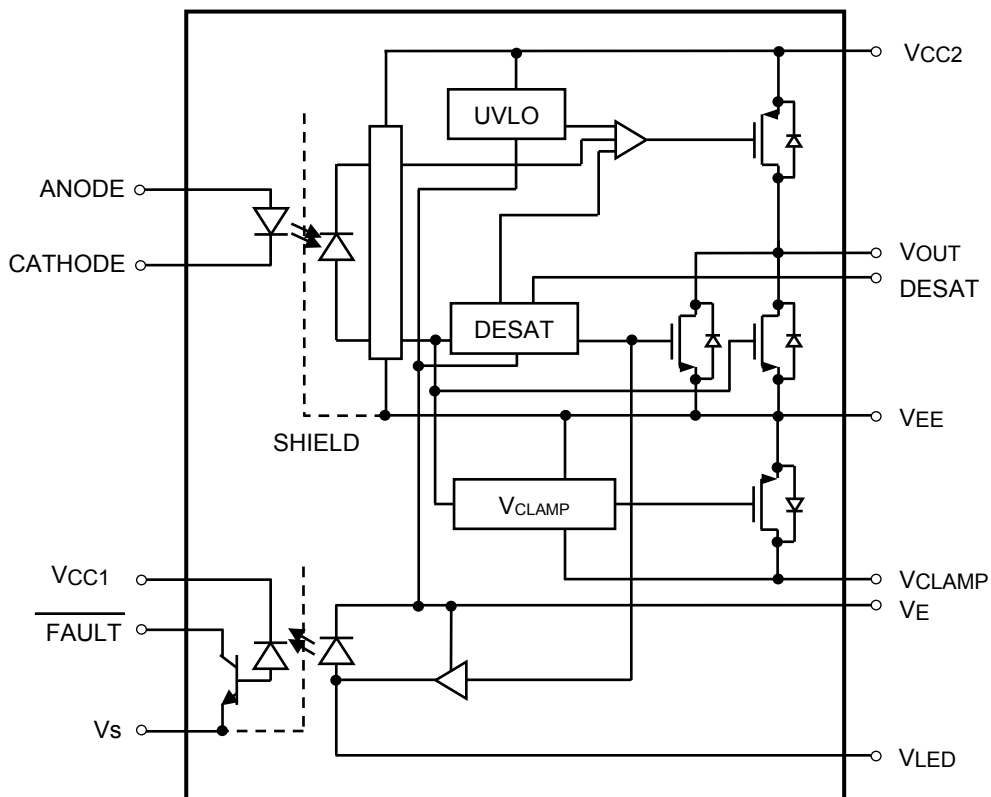 VCC2
UVLO
ANODE
CATHODE
VOUT
DESAT
DESAT
VEE
SHIELD
VCLAMP
VCC1
VCLAMP
VE
FAULT
VS
VLED